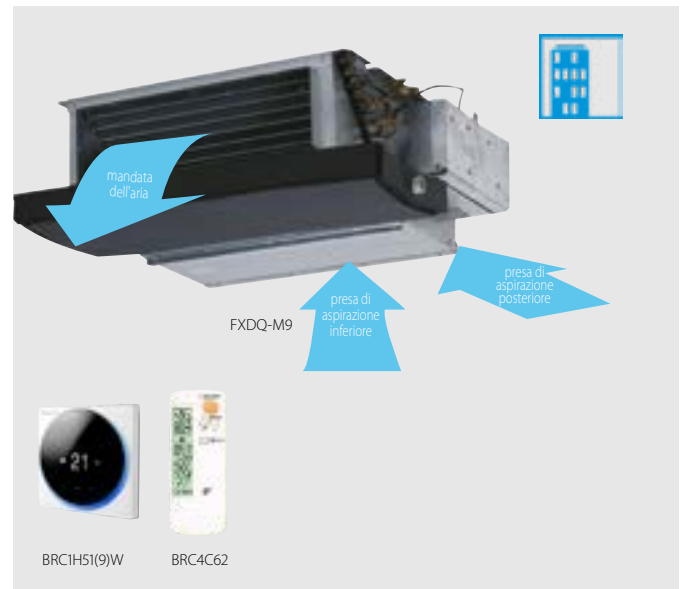 mandata
dell'aria
presa di
aspirazione
posteriore
presa di
aspirazione
inferiore
FXDQ-M9
21
BRC1H51(9)W
BRC4C62